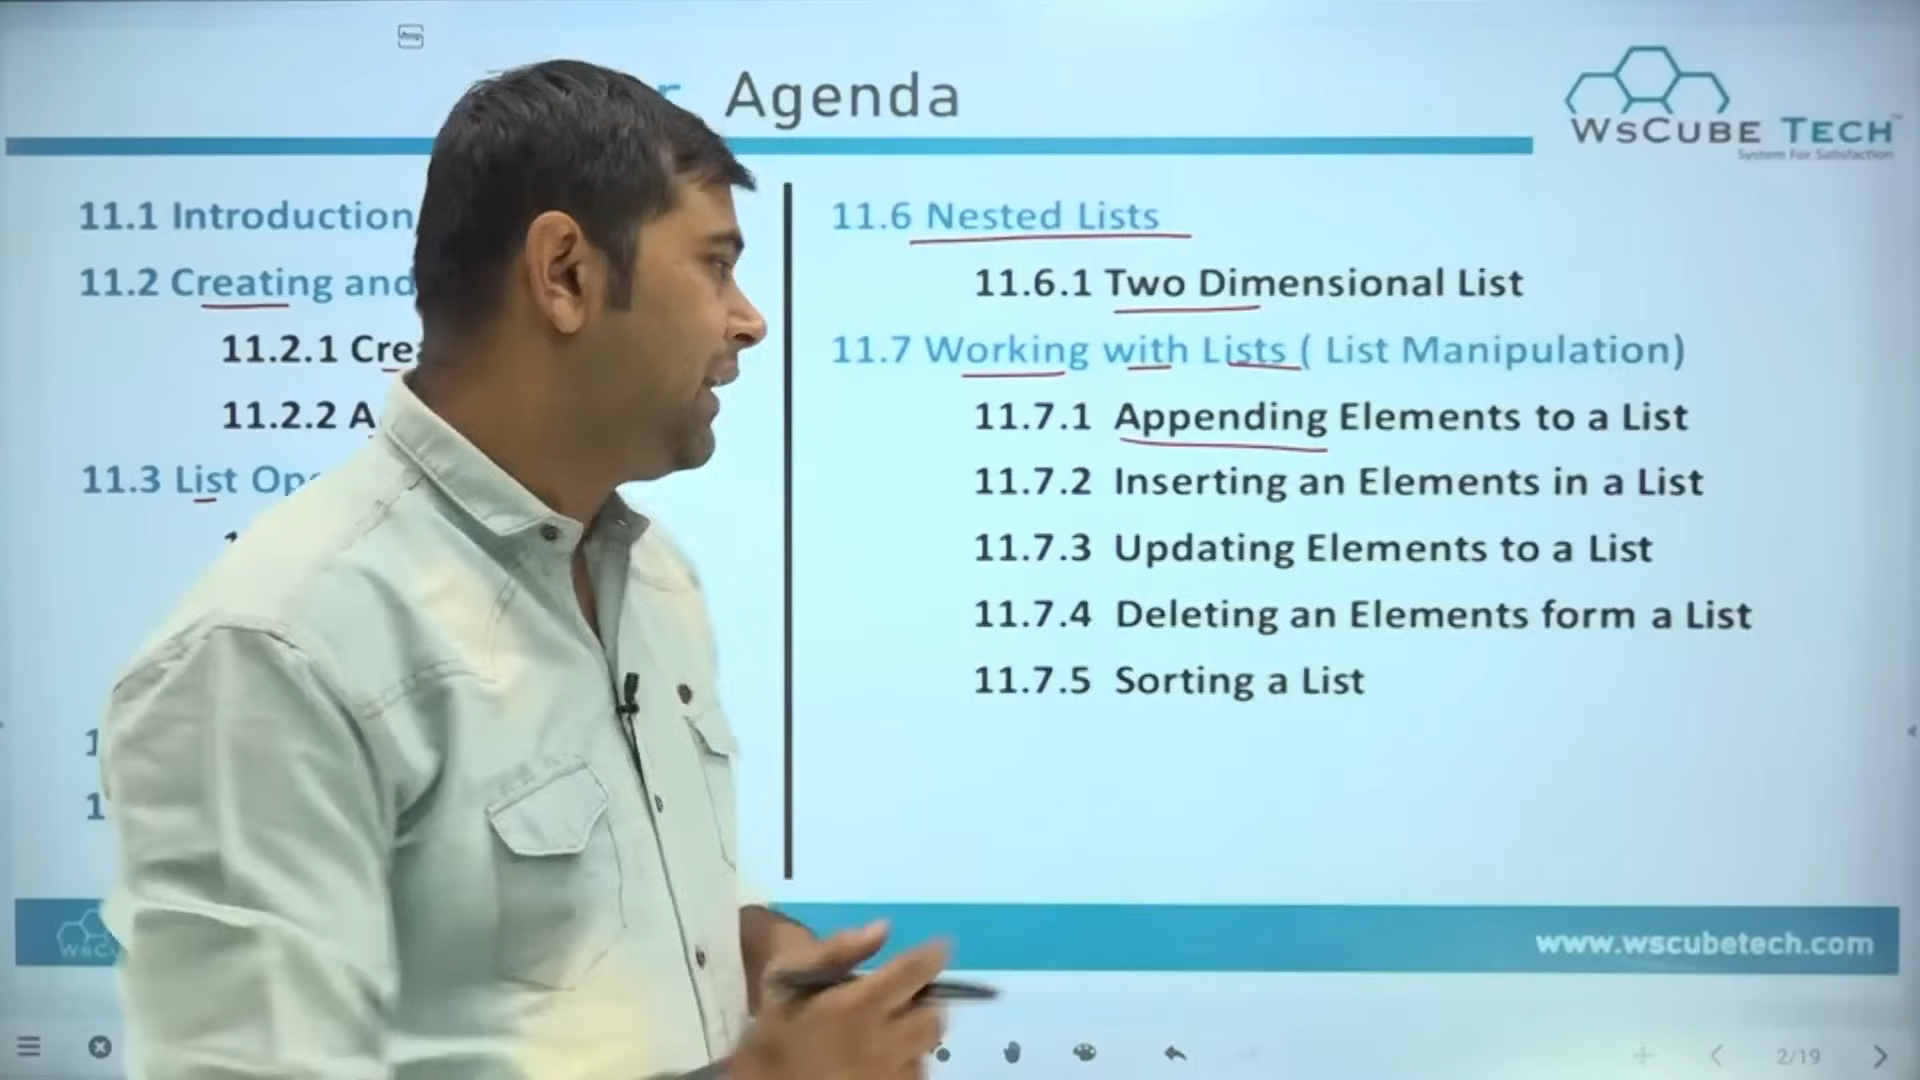 Agenda
WsCube Tech
System For Satisfaction
11.1 Introduction
11.2 Creating and
11.2.1
11.2.2
11.3 List
11.6 Nested Lists
11.6.1 Two Dimensional List
11.7 Working with Lists ( List Manipulation)
11.7.1 Appending Elements to a List
11.7.2 Inserting an Elements in a List
11.7.3 Updating Elements to a List
11.7.4 Deleting an Elements form a List
11.7.5 Sorting a List
www.wscubetech.com
2/19